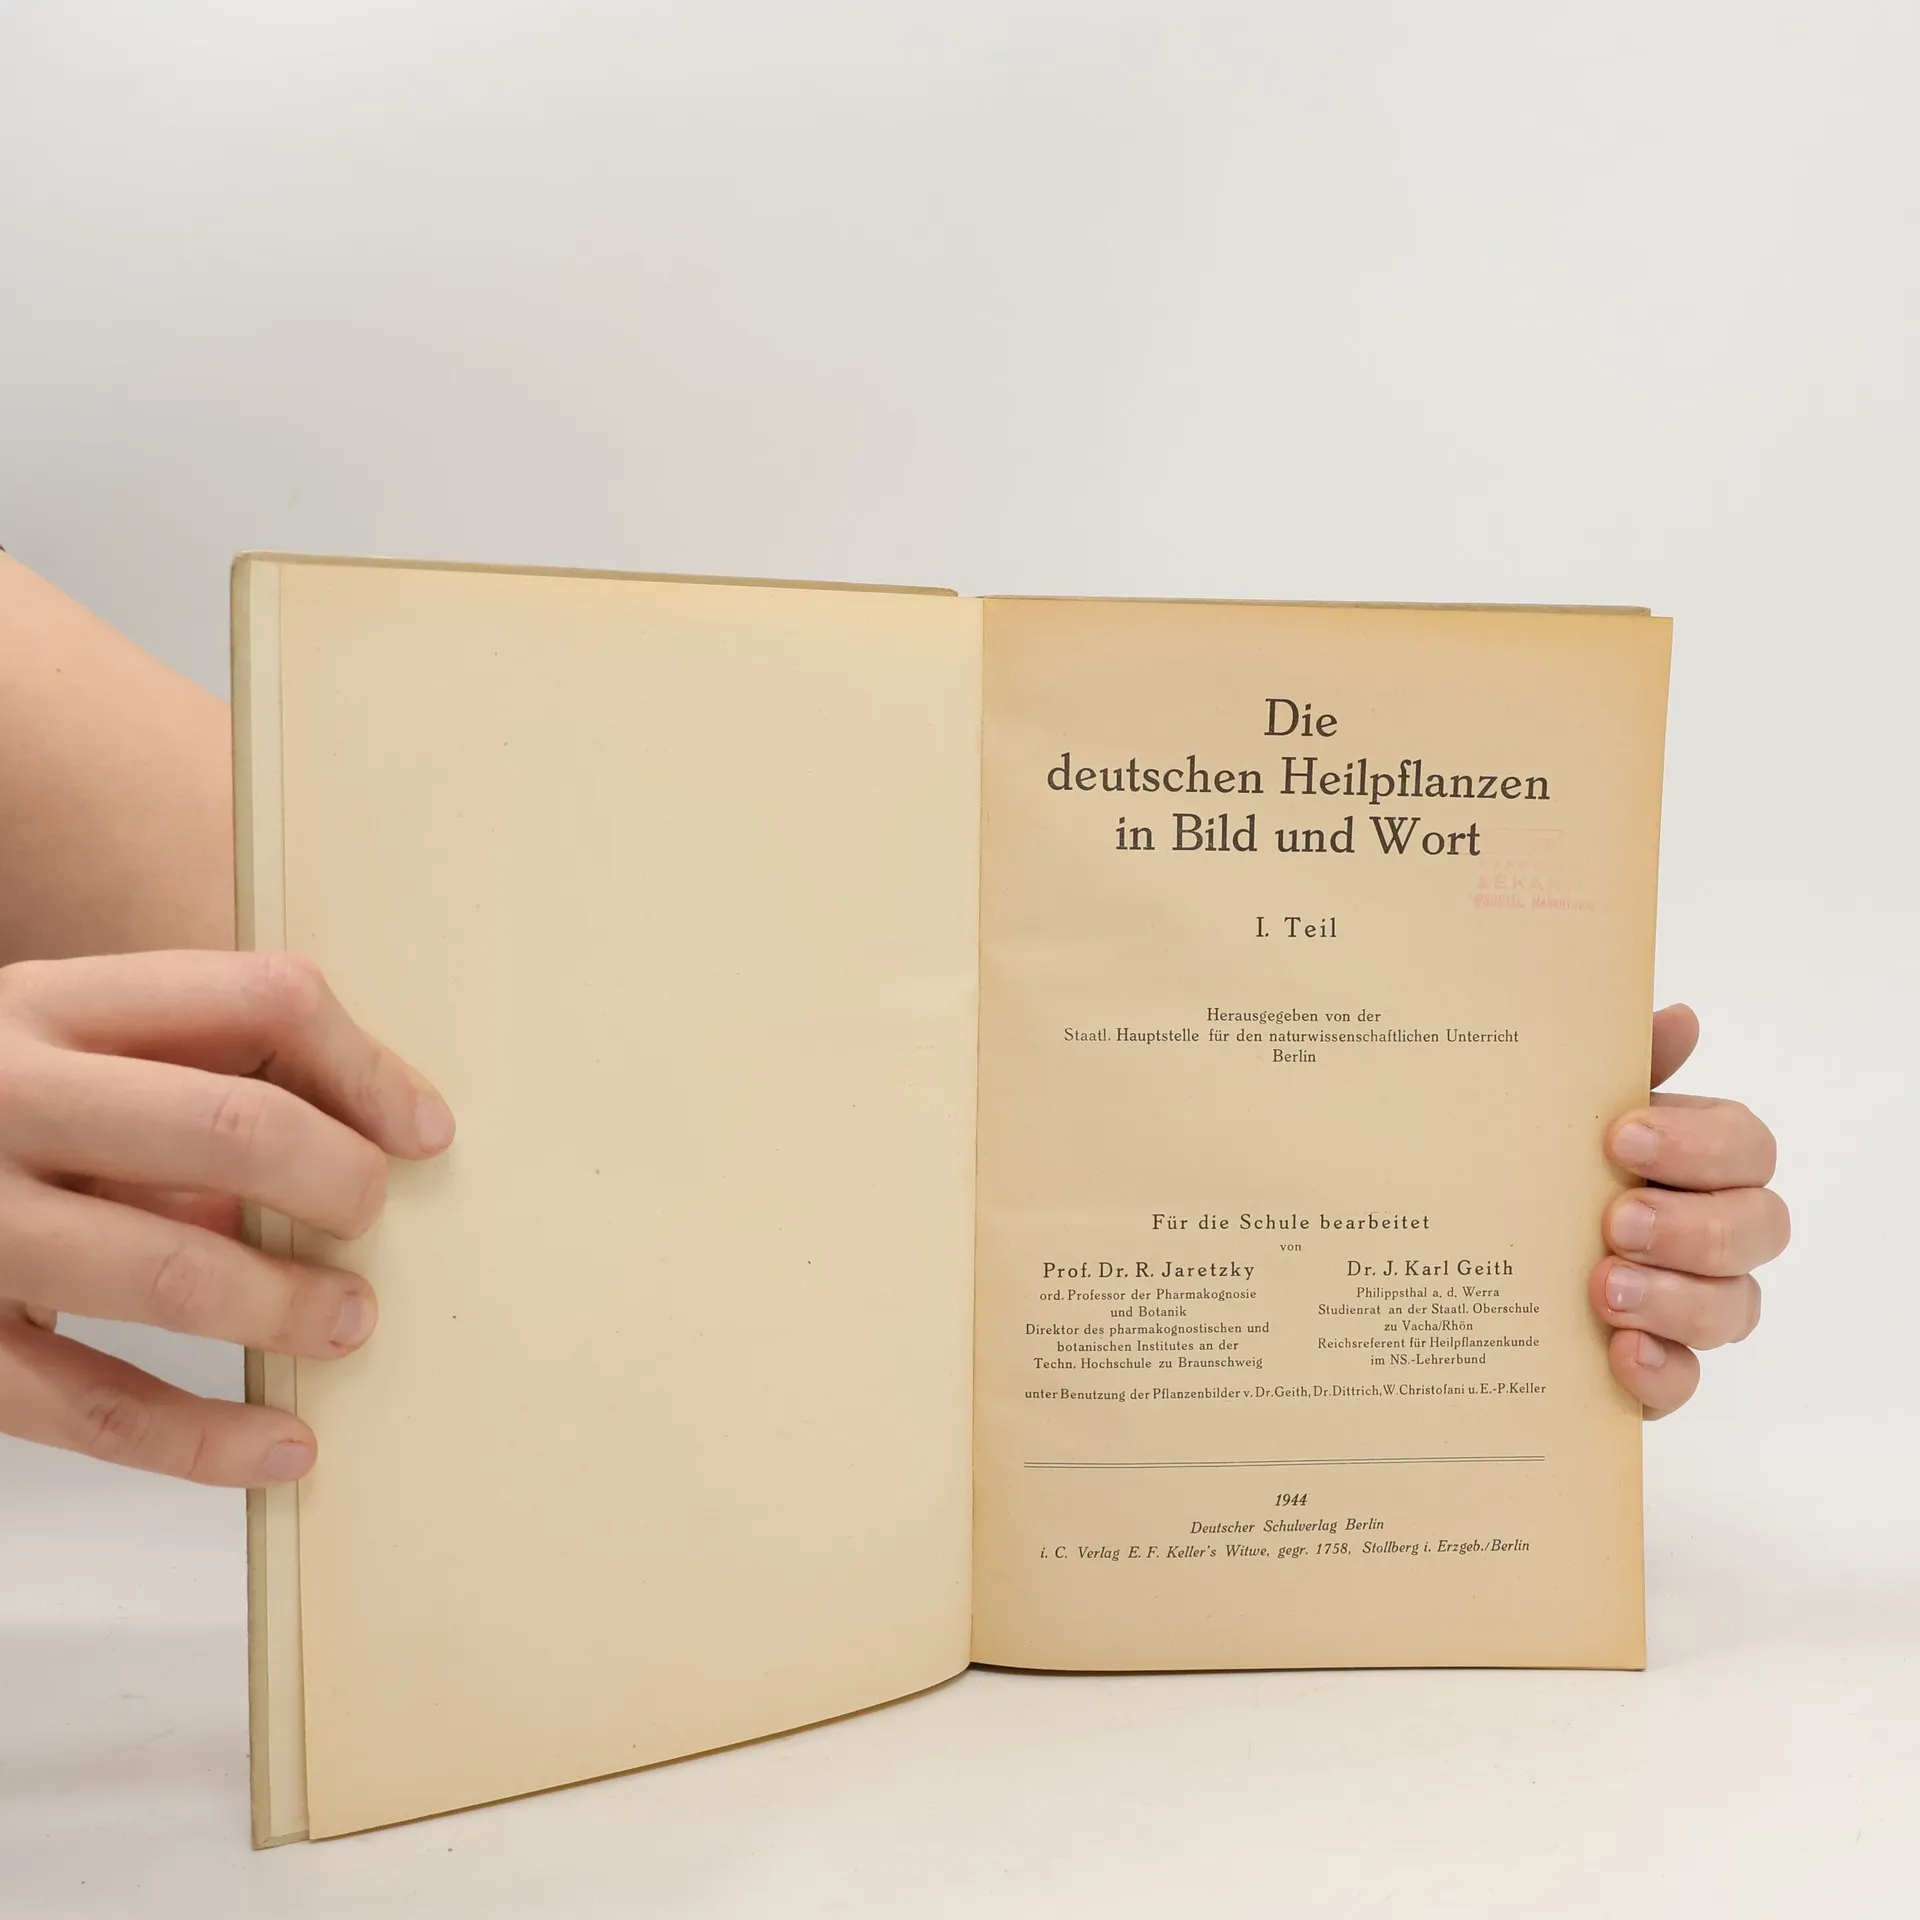 Die
deutschen Heilpflanzen
in Bild und Wort
I. Teil
Herausgegeben von der
Staatl. Hauptstelle für den naturwissenschaftlichen Unterricht
Berlin
Für die Schule bearbeitet
von
Prof. Dr. R. Jaretzky
ord. Professor der Pharmakognosie
und Botanik
Direktor des pharmakognostischen und
botanischen Institutes an der
Techn. Hochschule zu Braunschweig
Dr. J. Karl Geith
Philippsthal a. d. Werra
Studienrat an der Staatl. Oberschule
zu Vacha/Rhön
Reichsreferent für Heilpflanzenkunde
im NS.-Lehrerbund
unter Benutzung der Pflanzenbilder v. Dr. Geith, Dr. Dittrich, W. Christofani u. E.-P. Keller
1944
Deutscher Schulverlag Berlin
i. C. Verlag E. F. Keller's Witwe, gegr. 1758, Stollberg i. Erzgeb./Berlin